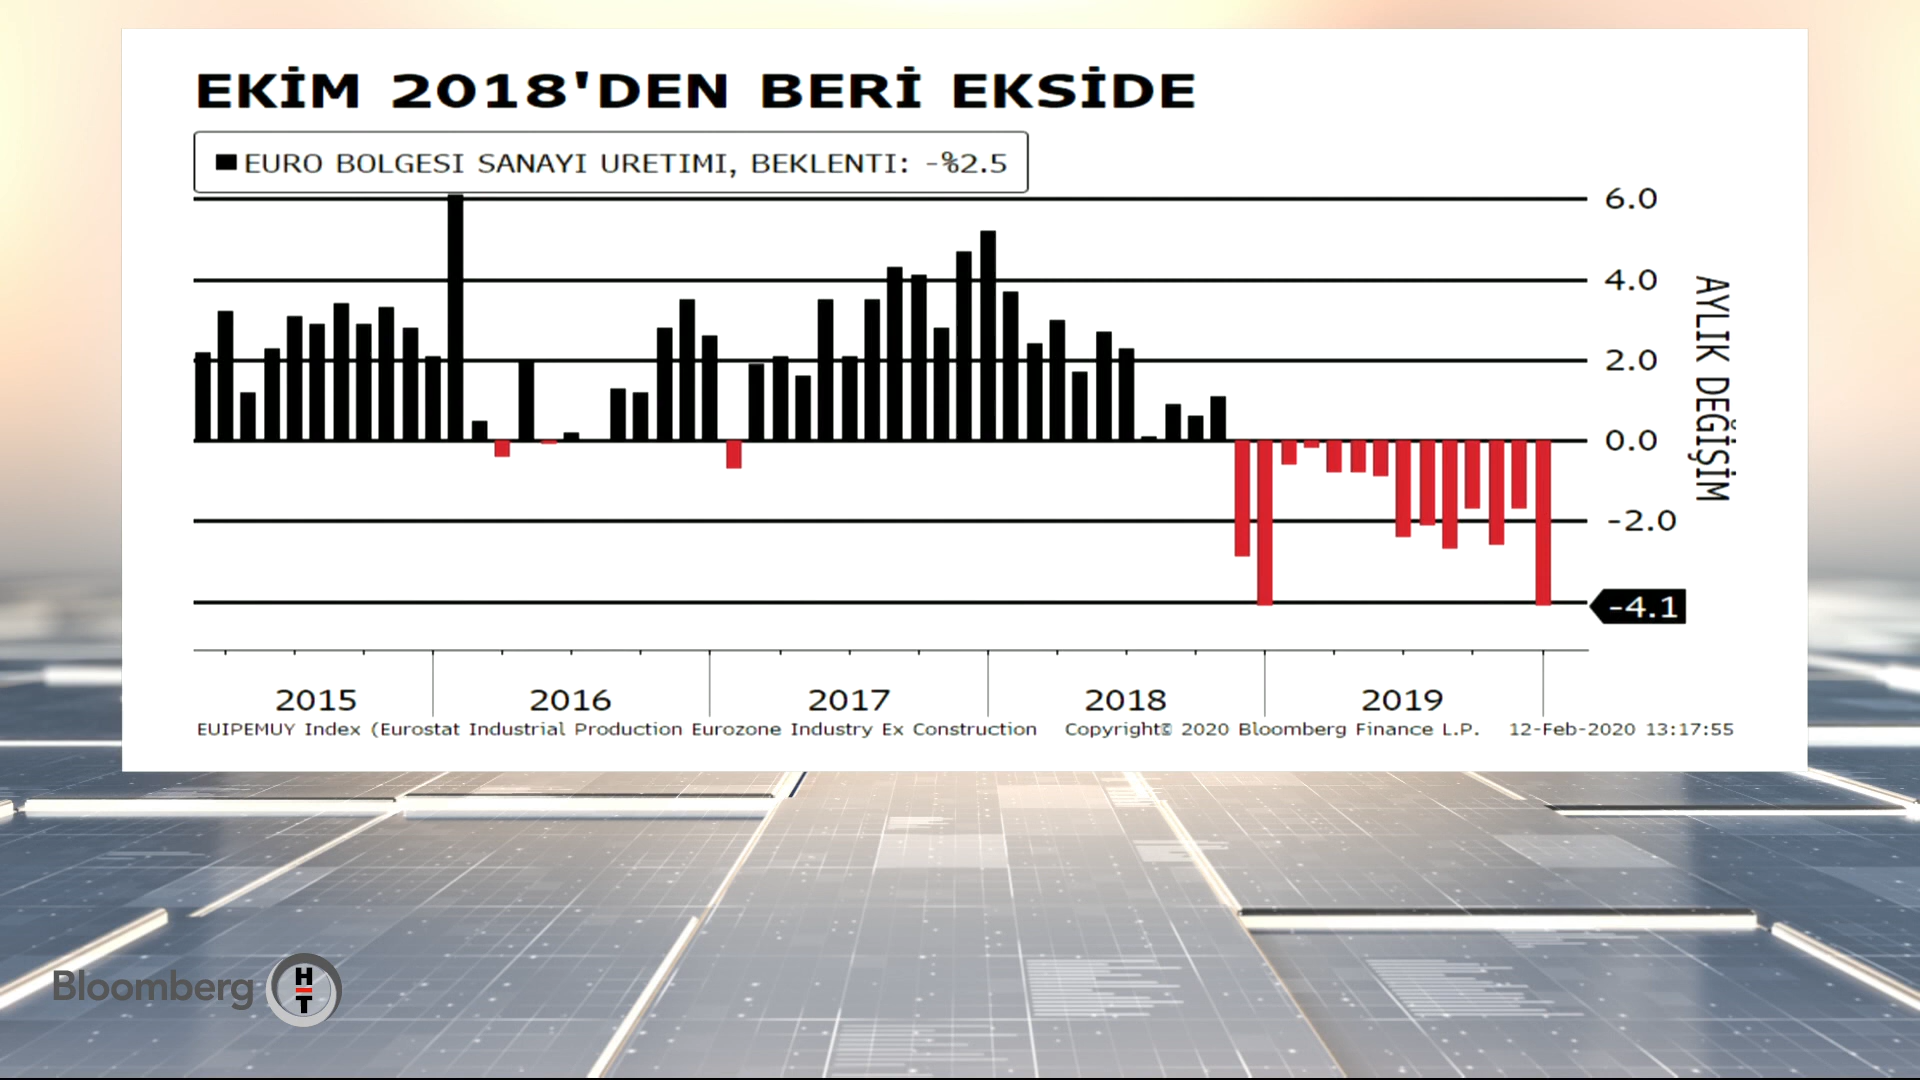 EKİM 2018'DEN BERİ EKSİDE
EURO BOLGESI SANAYI URETIMI, BEKLENTI: -%2.5
6.0
4.0
2.0
0.0
-2.0
-4.1
AYLIK DEĞİŞİM
2015 2016 2017 2018 2019
EUIPEMUY Index (Eurostat Industrial Production Eurozone Industry Ex Construction Copyright© 2020 Bloomberg Finance L.P. 12-Feb-2020 13:17:55
Bloomberg HT